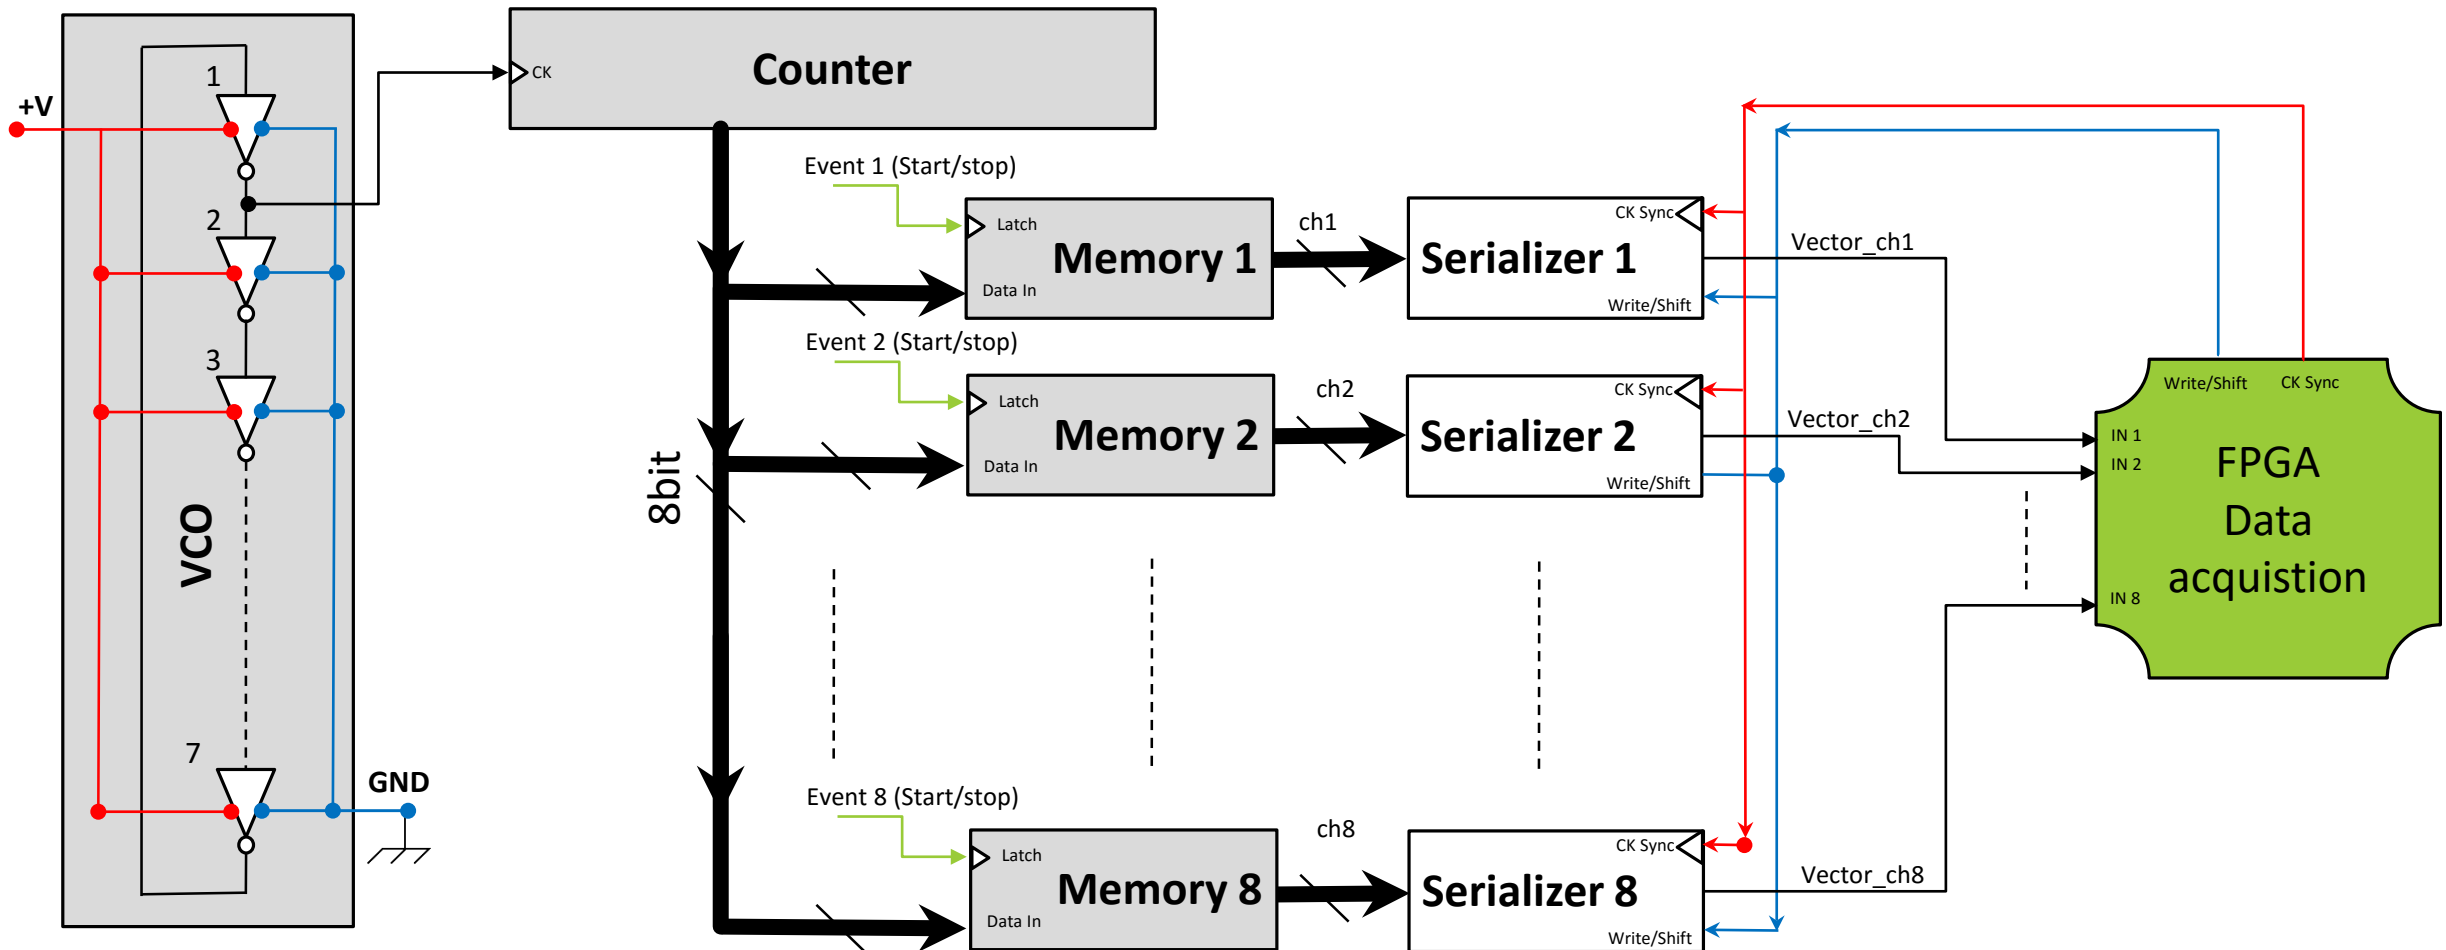 +V
1
2
3
7
VCO
GND
CK
Counter
8bit
Event 1 (Start/stop)
Latch
Data In
Memory 1
ch1
CK Sync
Serializer 1
Write/Shift
Vector_ch1
Event 2 (Start/stop)
Latch
Data In
Memory 2
ch2
CK Sync
Serializer 2
Write/Shift
Vector_ch2
Event 8 (Start/stop)
Latch
Data In
Memory 8
ch8
CK Sync
Serializer 8
Write/Shift
Vector_ch8
Write/Shift
CK Sync
IN 1
IN 2
IN 8
FPGA
Data
acquistion